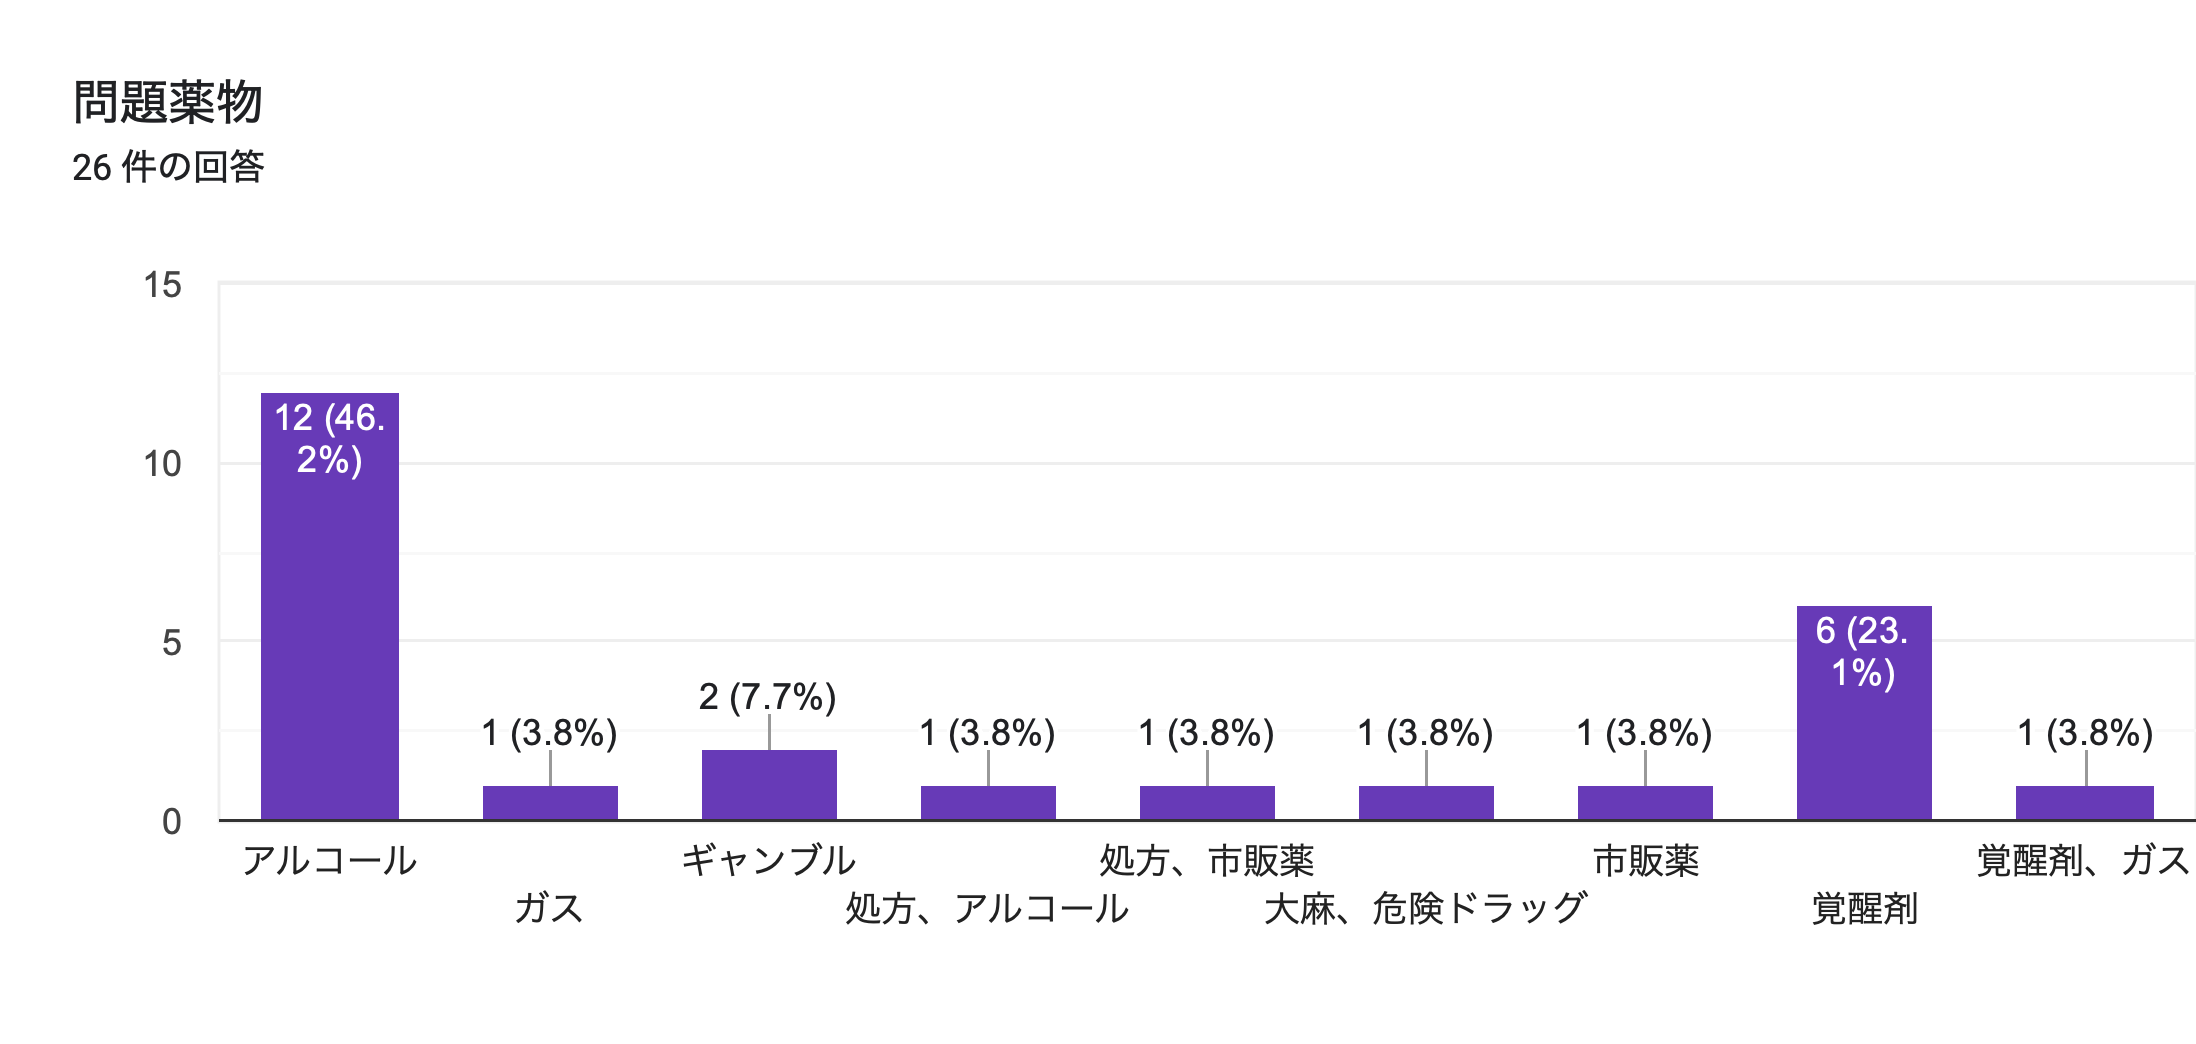 問題薬物
26 件の回答
15
10
5
0
12 (46.
2%)
1 (3.8%)
2 (7.7%)
1 (3.8%)
1 (3.8%)
1 (3.8%)
1 (3.8%)
6 (23.
1%)
1 (3.8%)
アルコール
ガス
ギャンブル
処方、アルコール
処方、市販薬
大麻、危険ドラッグ
市販薬
覚醒剤
覚醒剤、ガス